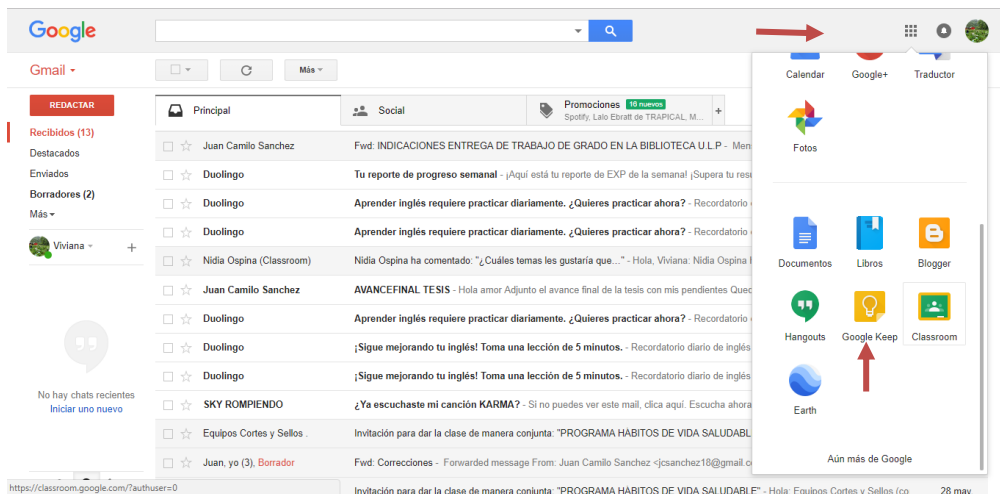 Google
Gmail
Más
REDACTAR
Recibidos (13)
Destacados
Enviados
Borradores (2)
Más
Viviana
No hay chats recientes
Iniciar uno nuevo
Principal
Social
Promociones 16 nuevos
Spotify, Lalo Ebratt de TRAPICAL, M...
Juan Camilo Sanchez Fwd: INDICACIONES ENTREGA DE TRABAJO DE GRADO EN LA BIBLIOTECA U.L.P -
Duolingo Tu reporte de progreso semanal - ¡Aquí está tu reporte de EXP de la semana! ¡Supera tu
Duolingo Aprender inglés requiere practicar diariamente. ¿Quieres practicar ahora? - Recordatorio
Duolingo Aprender inglés requiere practicar diariamente. ¿Quieres practicar ahora? - Recordatorio
Nidia Ospina (Classroom) Nidia Ospina ha comentado: "¿Cuáles temas les gustaría que..." - Hola, Viviana: Nidia Ospina
Juan Camilo Sanchez AVANCEFINAL TESIS - Hola amor Adjunto el avance final de la tesis con mis pendientes
Duolingo Aprender inglés requiere practicar diariamente. ¿Quieres practicar ahora? - Recordatorio
Duolingo ¡Sigue mejorando tu inglés! Toma una lección de 5 minutos. - Recordatorio diario de inglés
Duolingo ¡Sigue mejorando tu inglés! Toma una lección de 5 minutos. - Recordatorio diario de inglés
SKY ROMPIENDO ¿Ya escuchaste mi canción KARMA? - Si no puedes ver este mail, clica aquí. Escucha ahora
Equipos Cortes y Sellos . Invitación para dar la clase de manera conjunta: "PROGRAMA HÁBITOS DE VIDA SALUDABL
Juan, yo (3), Borrador Fwd: Correcciones - Forwarded message From: Juan Camilo Sanchez <jcsanchez18@gmail.co
Invitación para dar la clase de manera conjunta: "PROGRAMA HÁBITOS DE VIDA SALUDABLE" - Hola: Equipos Cortes y Sellos (co 28 may
https://classroom.google.com/?authuser=0
Calendar
Google+
Traductor
Fotos
Documentos
Libros
Blogger
Hangouts
Google Keep
Classroom
Earth
Aún más de Google